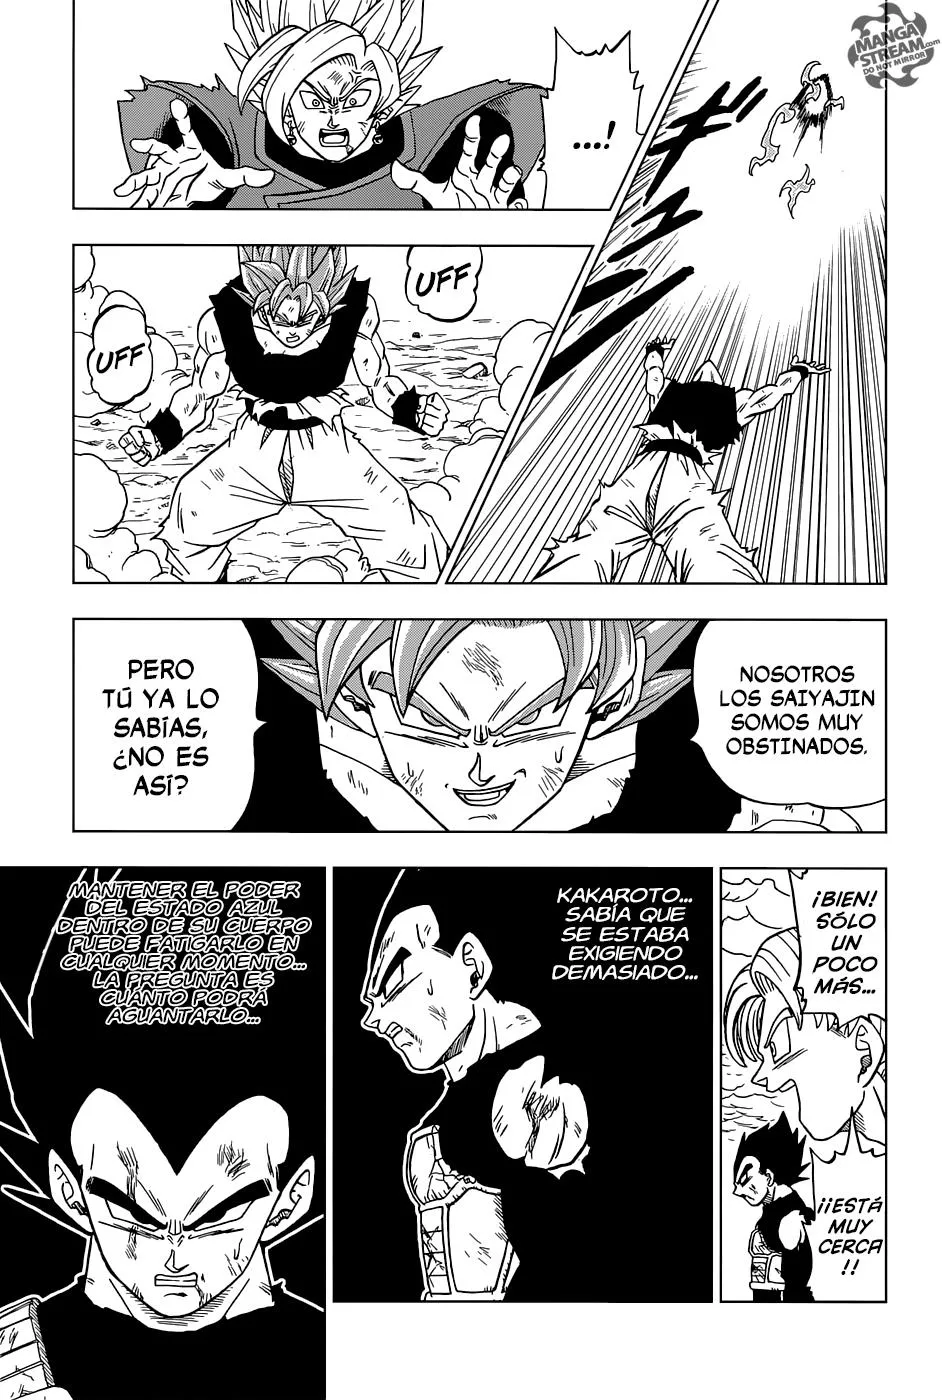 MANGA
STREAM.com
DO NOT MIRROR
...!
UFF
UFF
NOSOTROS
LOS SAIYAJIN
SOMOS MUY
OBSTINADOS.
PERO
TÚ YA LO
SABÍAS,
¿NO ES
ASÍ?
¡BIEN!
SÓLO
UN
POCO
MÁS...
¡¡ESTÁ
MUY
CERCA
!!
KAKAROTO...
SABÍA QUE
SE ESTABA
EXIGIENDO
DEMASIADO...
MANTENER EL PODER
DEL ESTADO AZUL
DENTRO DE SU CUERPO
PUEDE FATIGARLO EN
CUALQUIER MOMENTO...
LA PREGUNTA ES
CUÁNTO PODRÁ
AGUANTARLO...